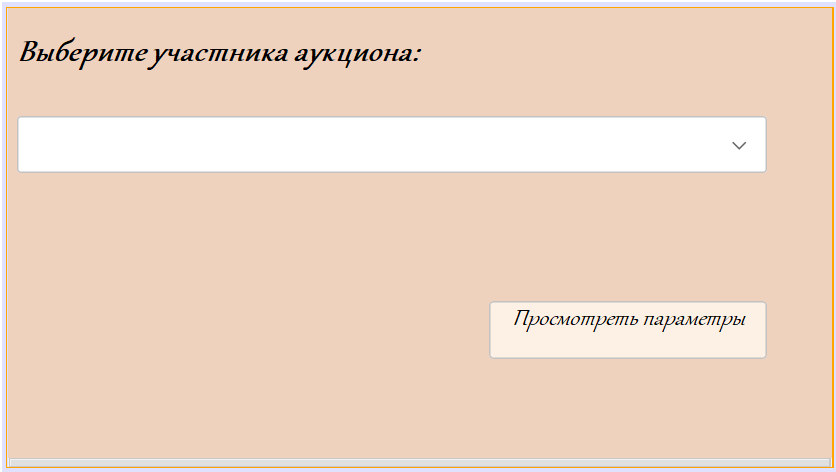 Выберите участника аукциона:
Просмотреть параметры